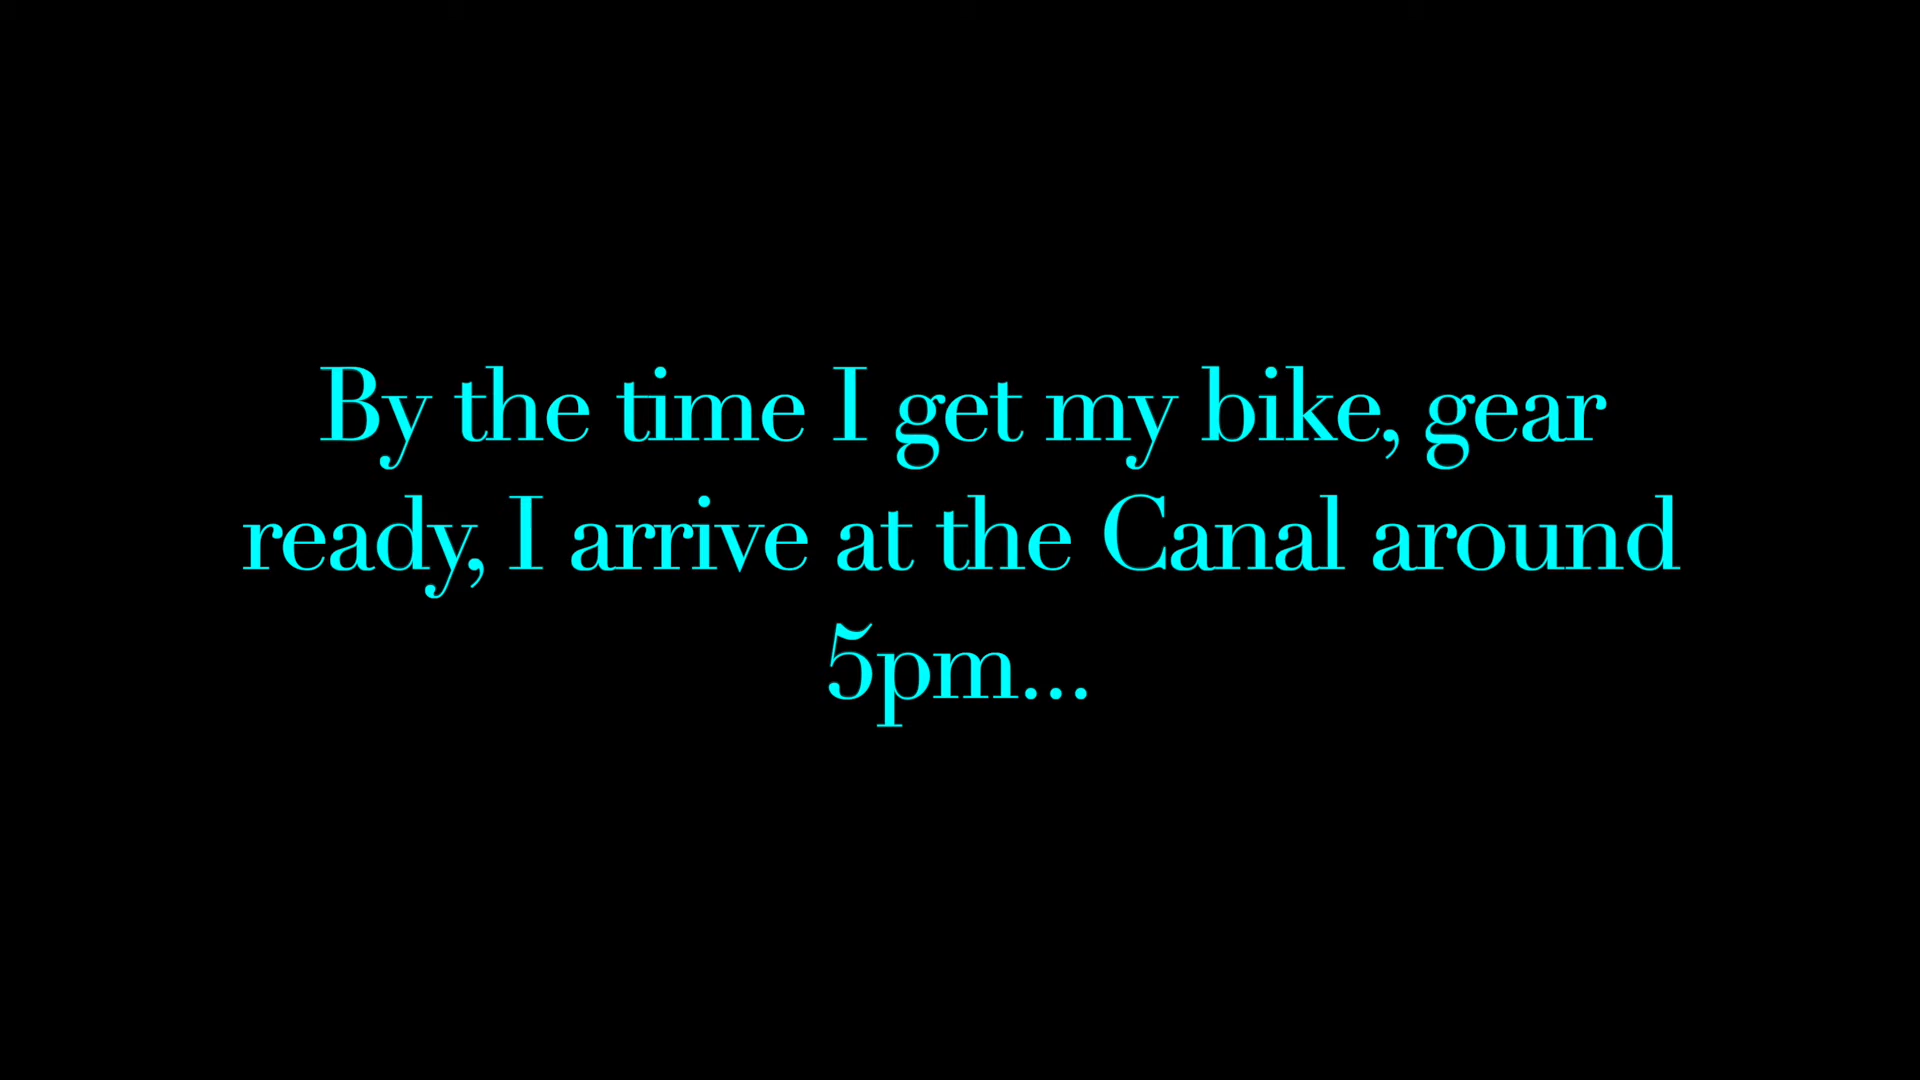 By the time I get my bike, gear
ready, I arrive at the Canal around
5pm...